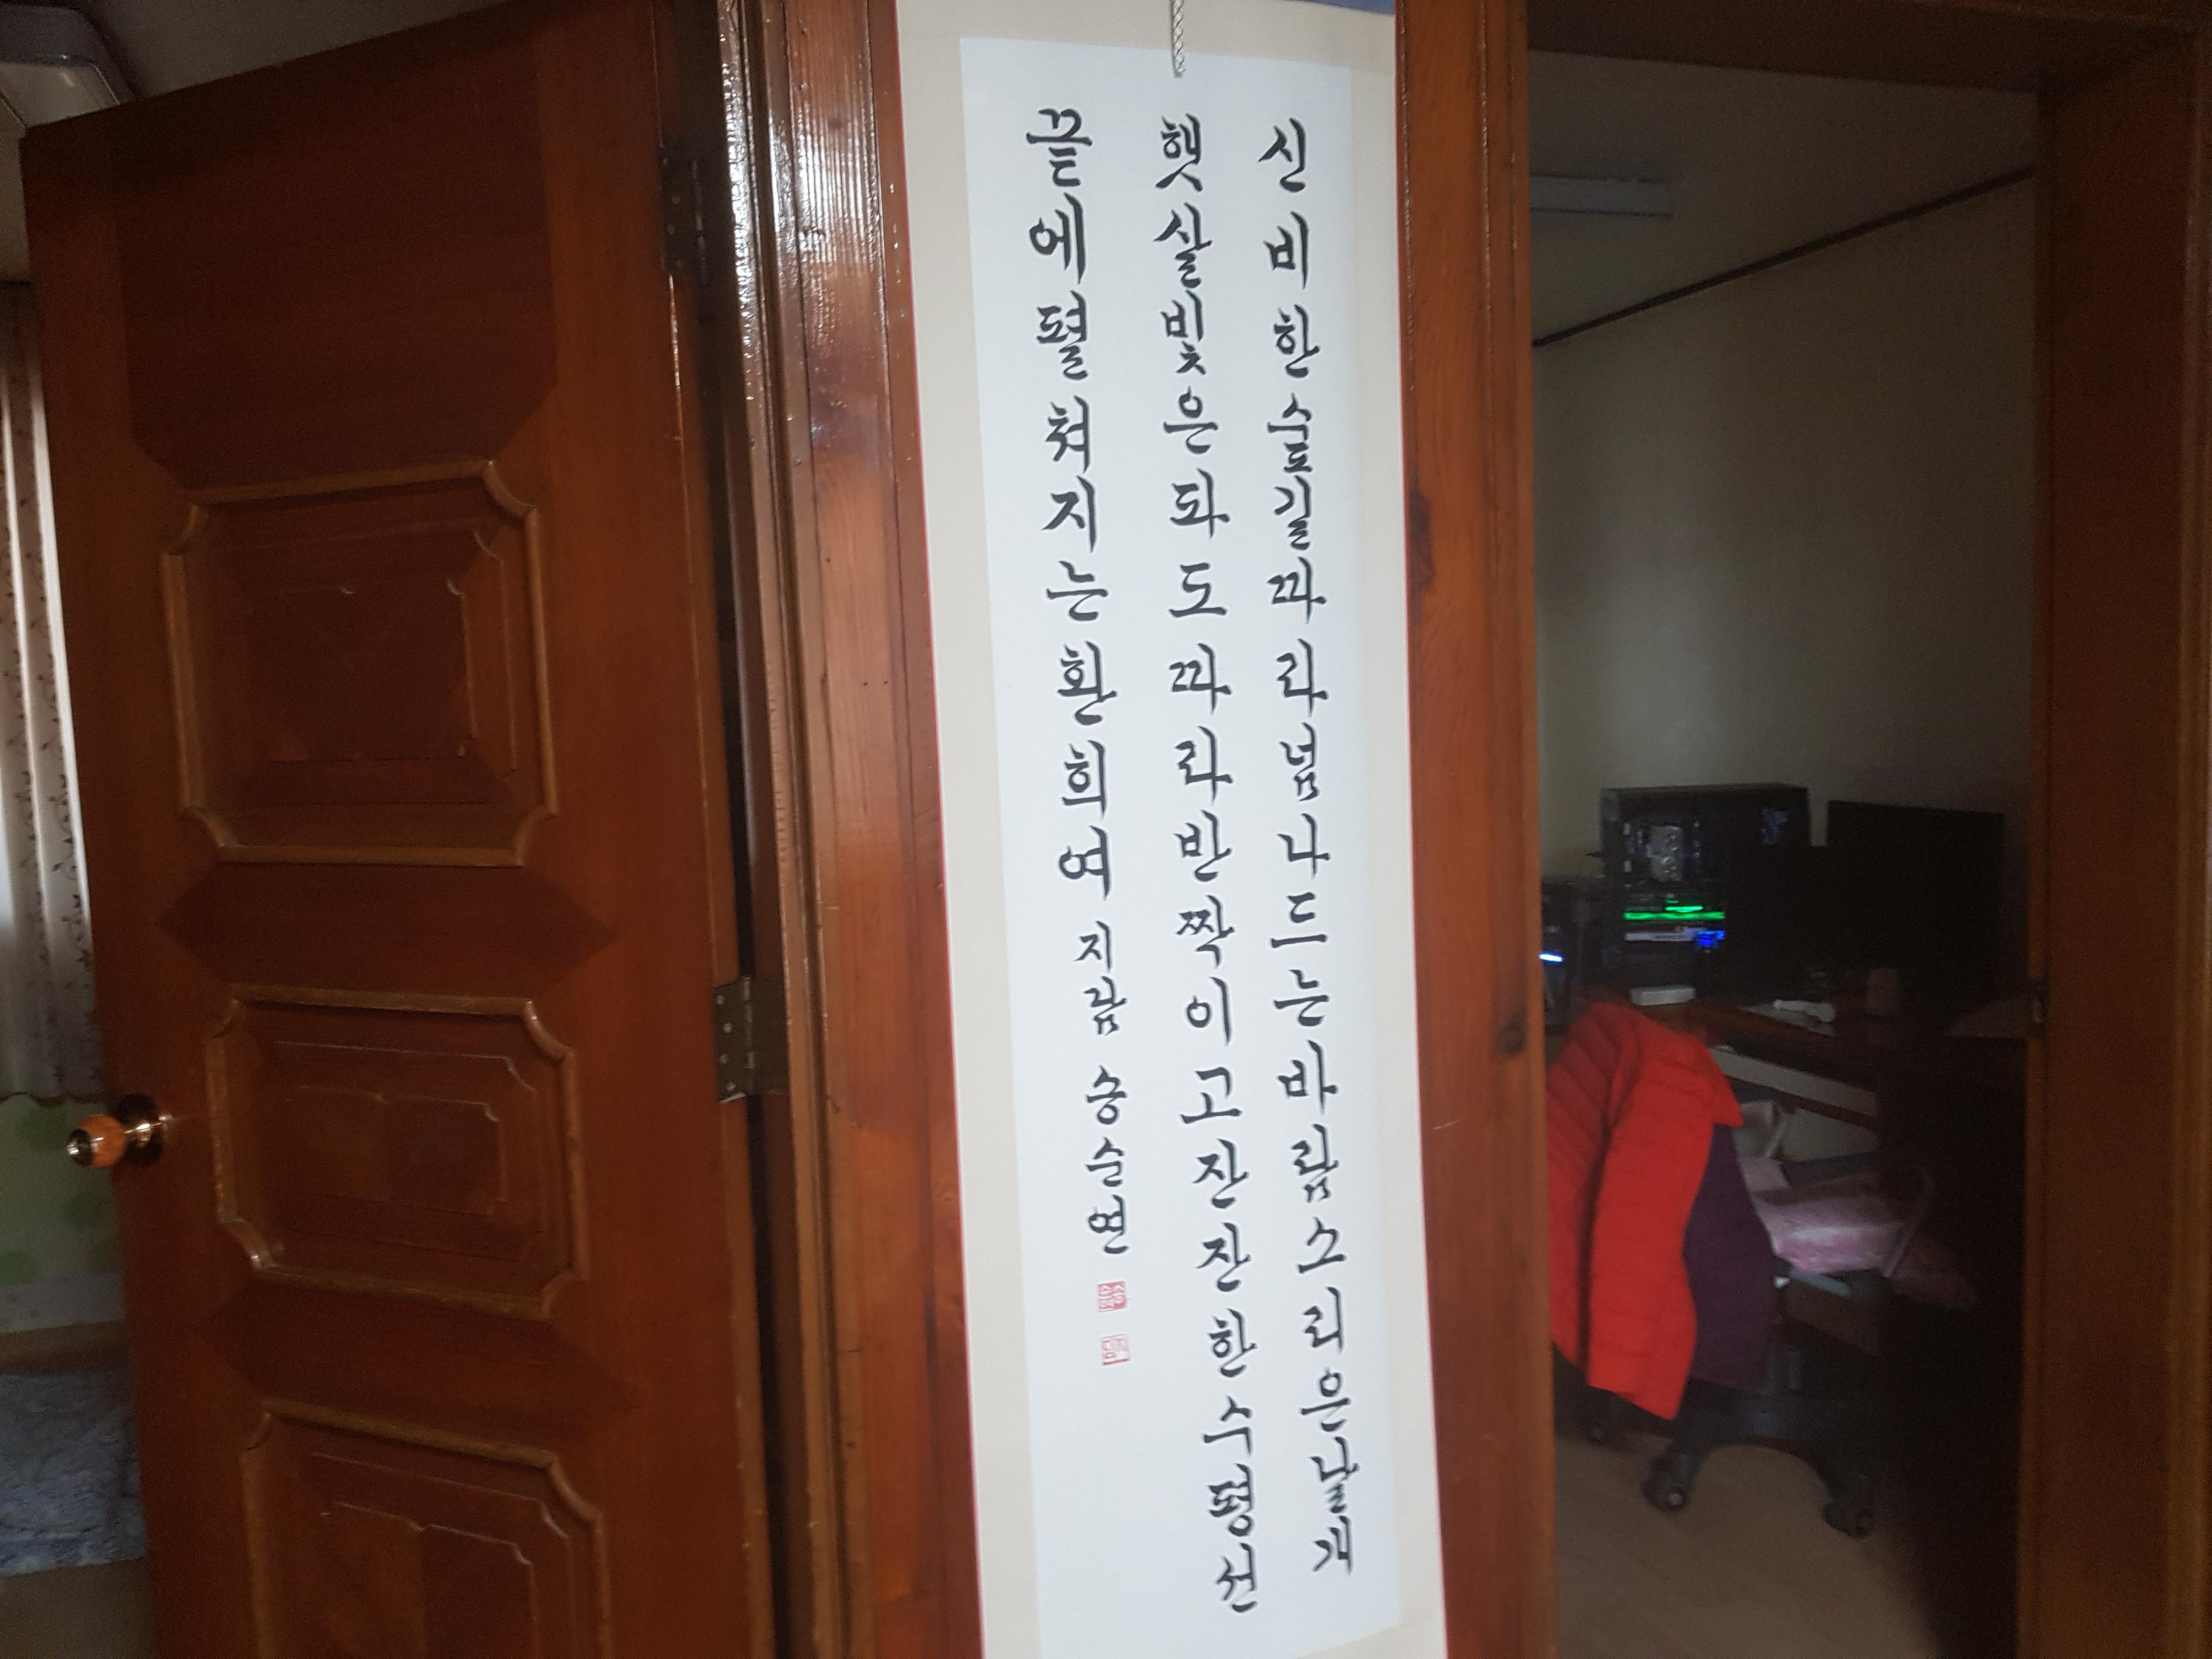 신비한숲길따라넘나드는바람소리은날개
햇살빛은파도따라반짝이고잔잔한수평선
끝에펼쳐지는환희여 지람 송순연